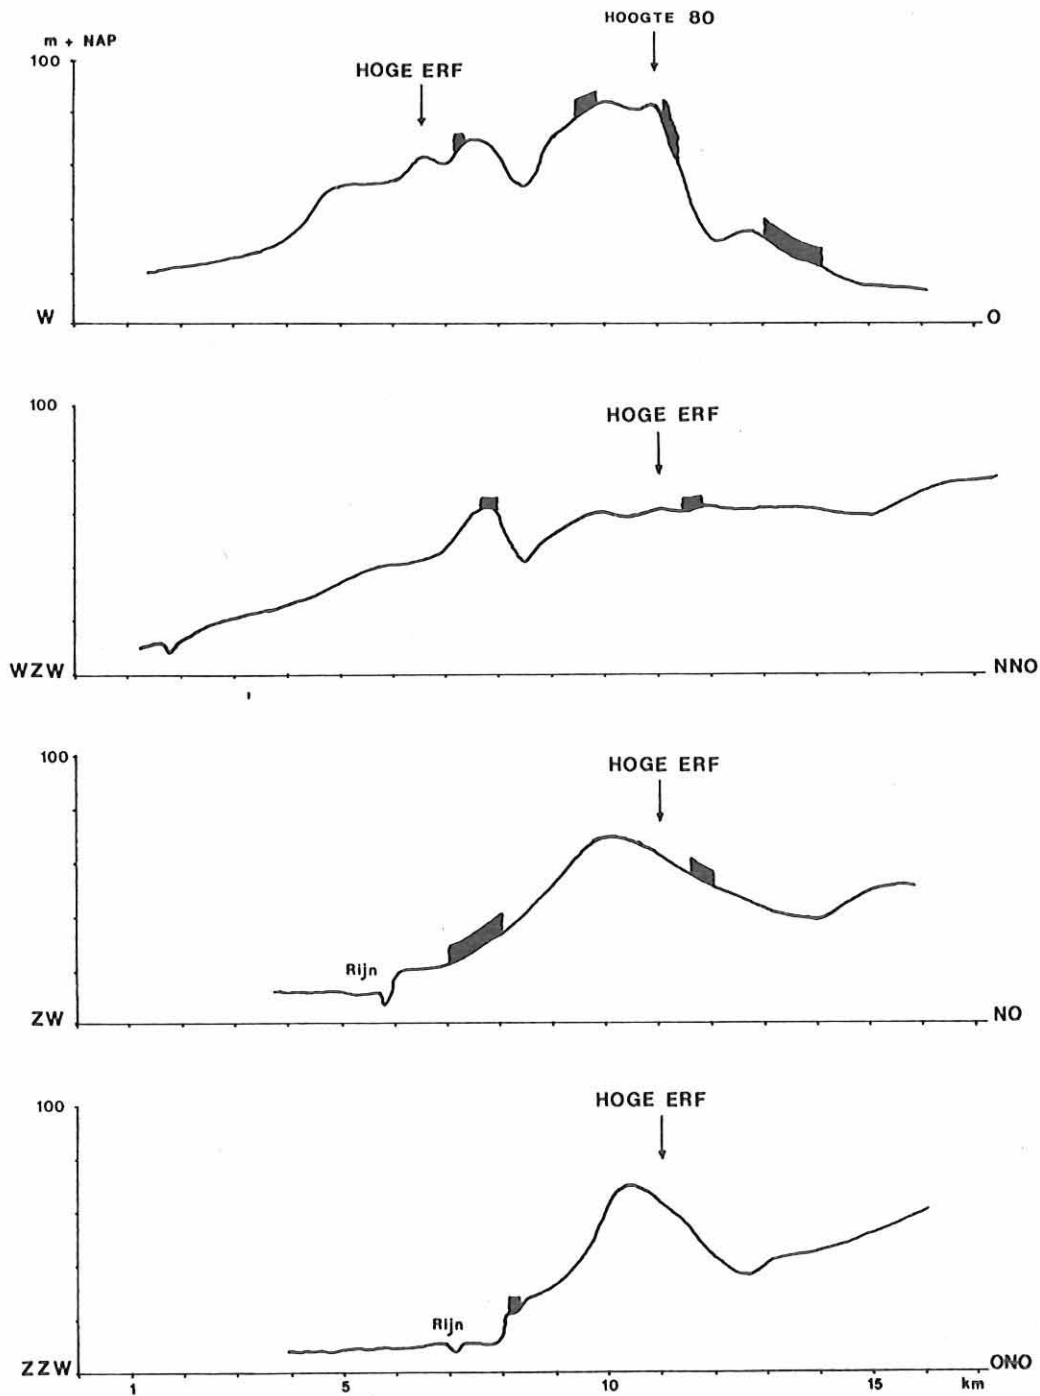 HOOGTE 80
m + NAP
100
HOGE ERF
W
O
100
HOGE ERF
WZW
NNO
100
HOGE ERF
Rijn
ZW
NO
100
HOGE ERF
Rijn
ZZW
ONO
1 5 10 15 km